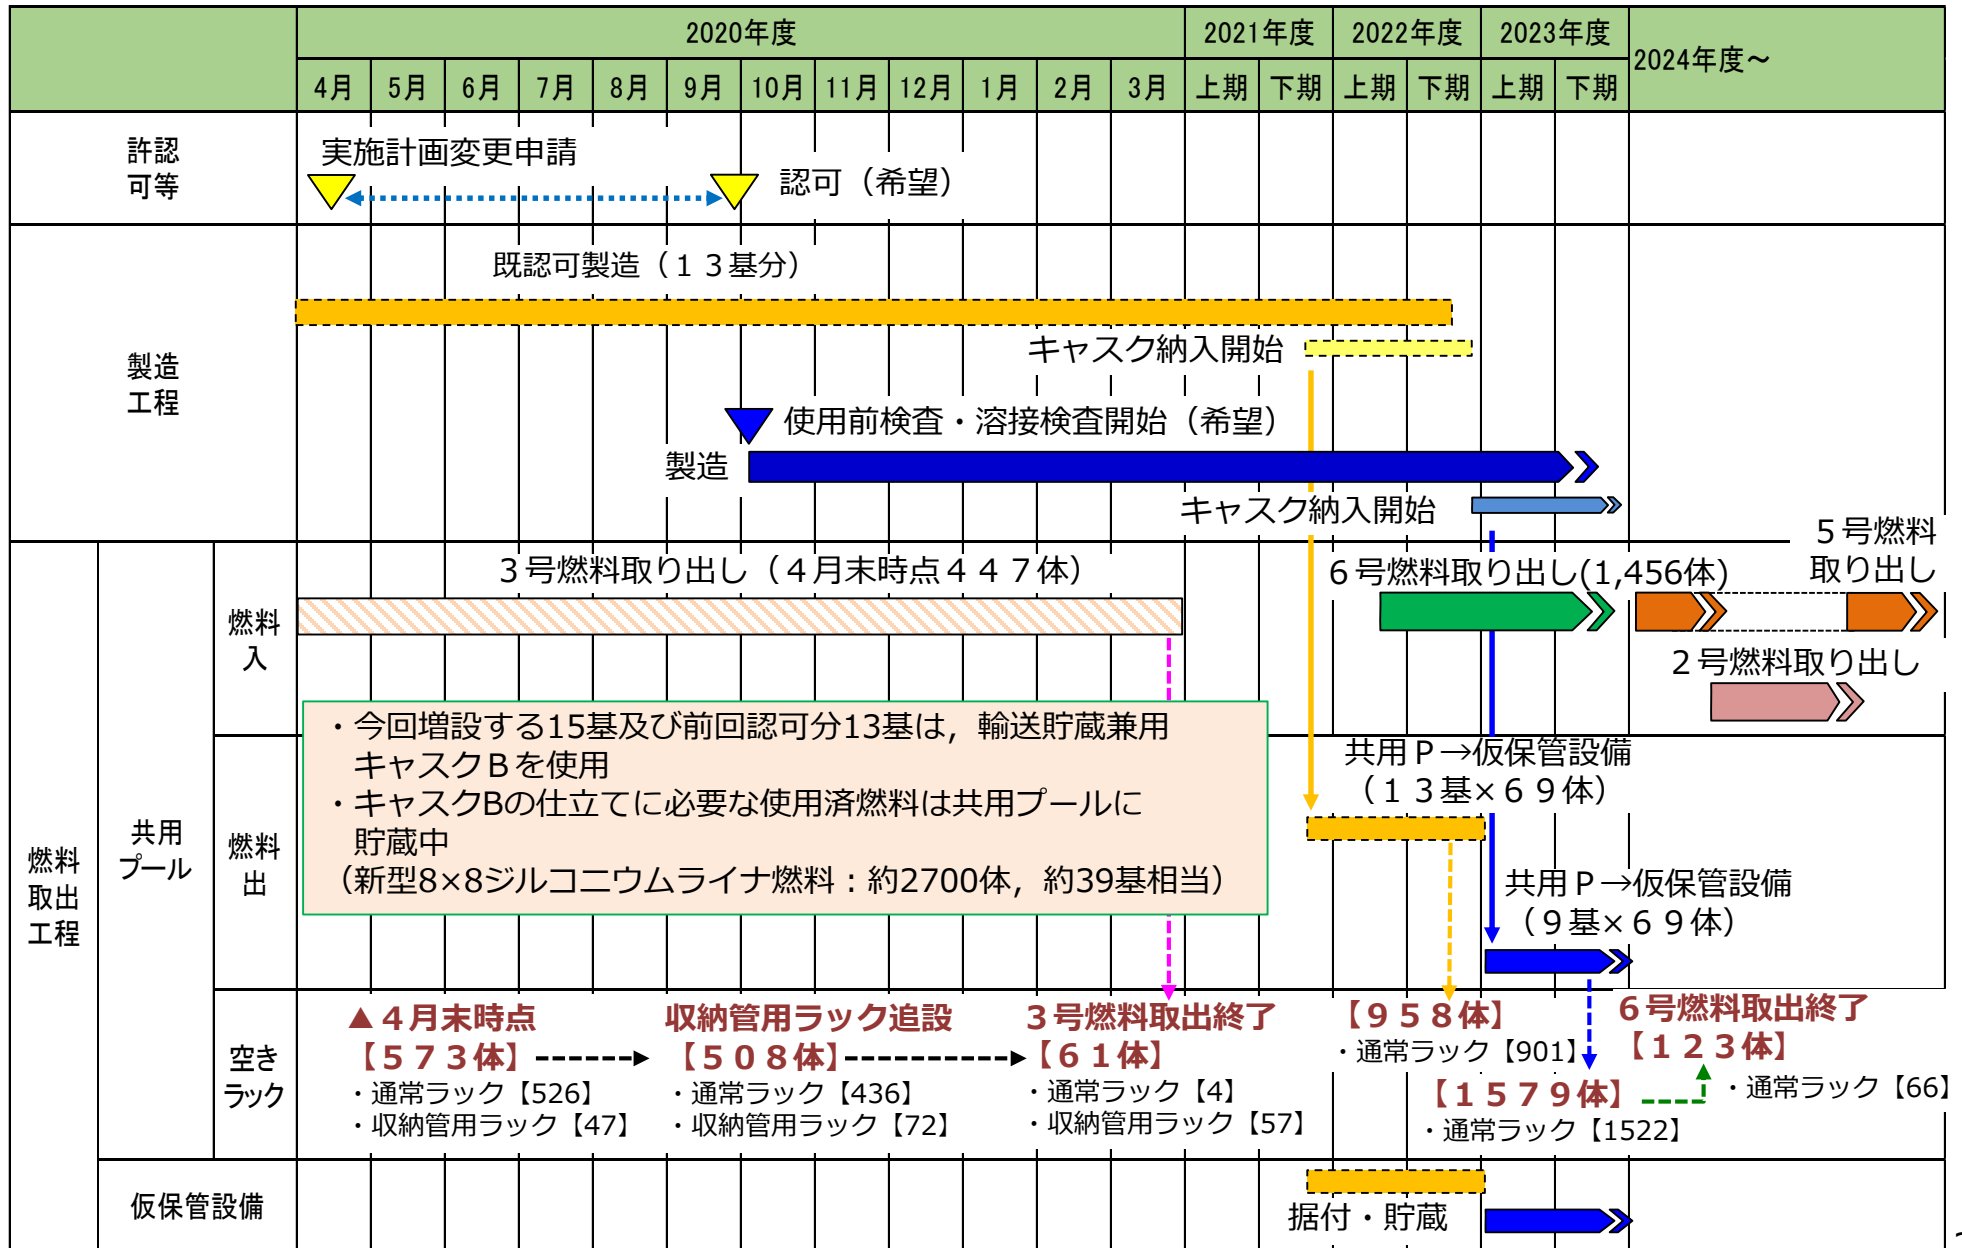 2020年度
2021年度
2022年度
2023年度
2024年度～
4月
5月
6月
7月
8月
9月
10月
11月
12月
1月
2月
3月
上期
下期
上期
下期
上期
下期
許認
可等
実施計画変更申請
認可（希望）
製造
工程
既認可製造（１３基分）
キャスク納入開始
使用前検査・溶接検査開始（希望）
製造
キャスク納入開始
燃料
取出
工程
共用
プール
燃料
入
３号燃料取り出し（４月末時点４４７体）
６号燃料取り出し(1,456体)
５号燃料
取り出し
２号燃料取り出し
・今回増設する15基及び前回認可分13基は，輸送貯蔵兼用
キャスクＢを使用
・キャスクBの仕立てに必要な使用済燃料は共用プールに
貯蔵中
（新型8×8ジルコニウムライナ燃料：約2700体，約39基相当）
燃料
出
共用Ｐ→仮保管設備
（１３基×６９体）
共用Ｐ→仮保管設備
（９基×６９体）
空き
ラック
▲４月末時点
【５７３体】
・通常ラック【526】
・収納管用ラック【47】
収納管用ラック追設
【５０８体】
・通常ラック【436】
・収納管用ラック【72】
３号燃料取出終了
【６１体】
・通常ラック【4】
・収納管用ラック【57】
【９５８体】
・通常ラック【901】
【１５７９体】
・通常ラック【1522】
６号燃料取出終了
【１２３体】
・通常ラック【66】
仮保管設備
据付・貯蔵